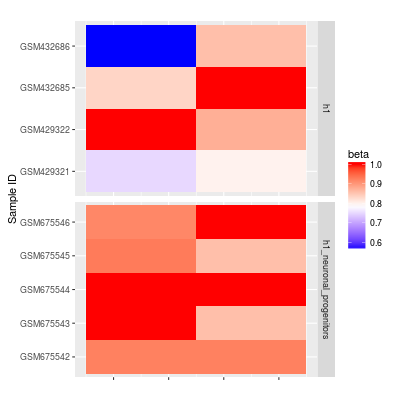 GSM432686
GSM432685
GSM429322
GSM429321
h1
GSM675546
GSM675545
GSM675544
GSM675543
GSM675542
h1_neuronal_progenitors
Sample ID
beta
1.0
0.9
0.8
0.7
0.6